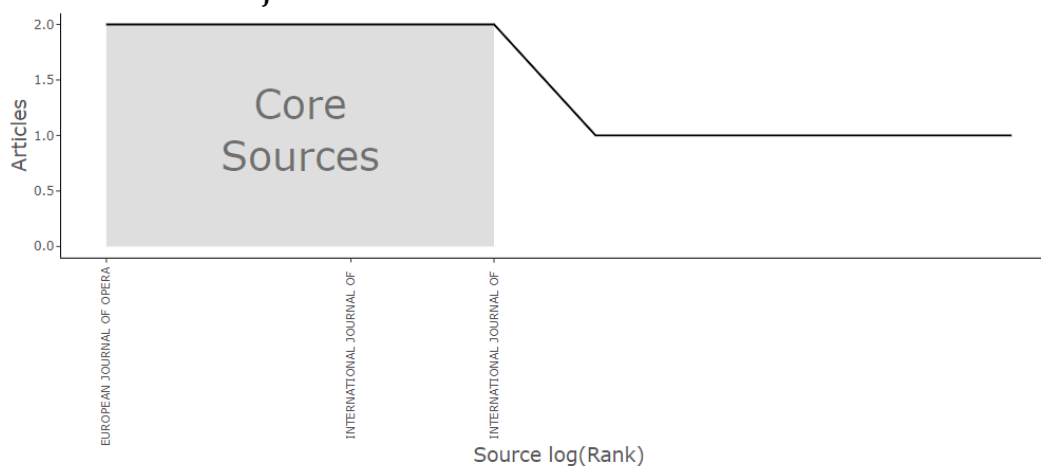 2.0
1.5
1.0
0.5
0.0
Articles
Core
Sources
EUROPEAN JOURNAL OF OPERA
INTERNATIONAL JOURNAL OF
INTERNATIONAL JOURNAL OF
Source log(Rank)